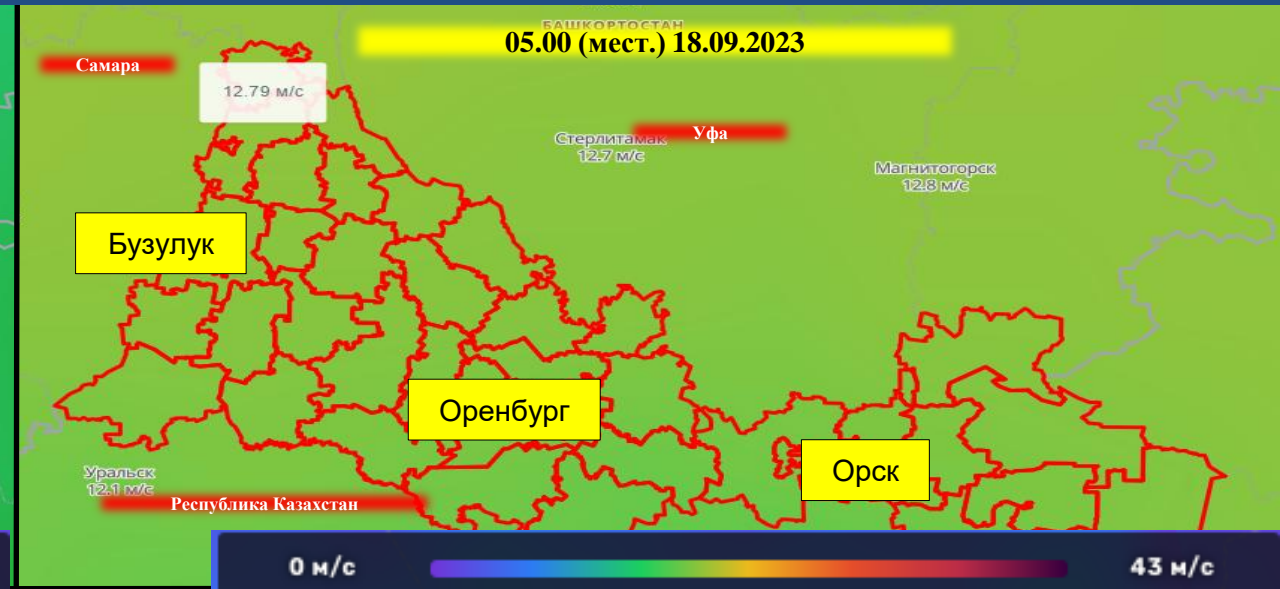 БАШКОРТОСТАН
05.00 (мест.) 18.09.2023
Самара
12.79 м/с
Стерлитамак
12.7 м/с
Уфа
Магнитогорск
12.8 м/с
Бузулук
Оренбург
Орск
Уральск
12.1 м/с
Республика Казахстан
0 м/с
43 м/с